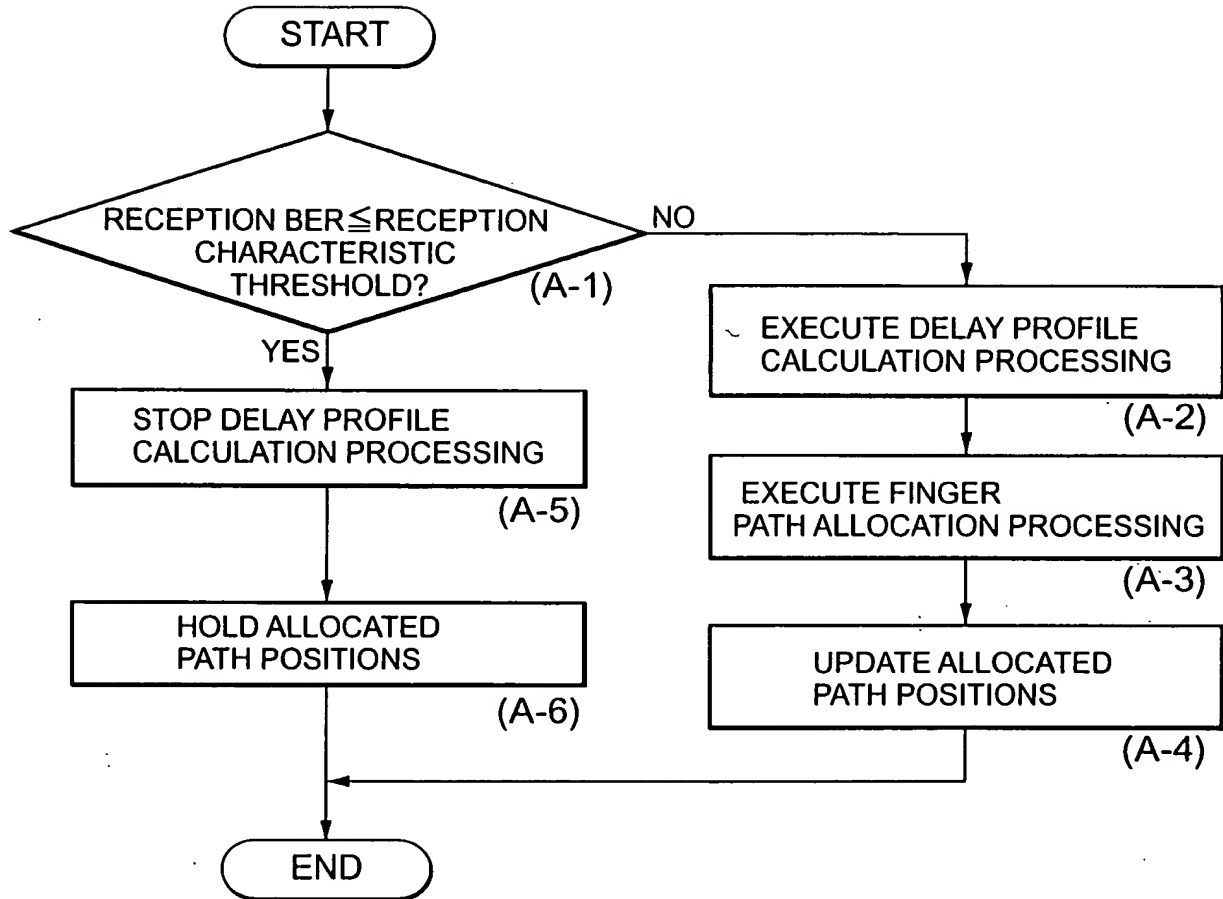 START
RECEPTION BER≦RECEPTION
CHARACTERISTIC
THRESHOLD?
(A-1)
NO
YES
EXECUTE DELAY PROFILE
CALCULATION PROCESSING
(A-2)
STOP DELAY PROFILE
CALCULATION PROCESSING
(A-5)
EXECUTE FINGER
PATH ALLOCATION PROCESSING
(A-3)
HOLD ALLOCATED
PATH POSITIONS
(A-6)
UPDATE ALLOCATED
PATH POSITIONS
(A-4)
END